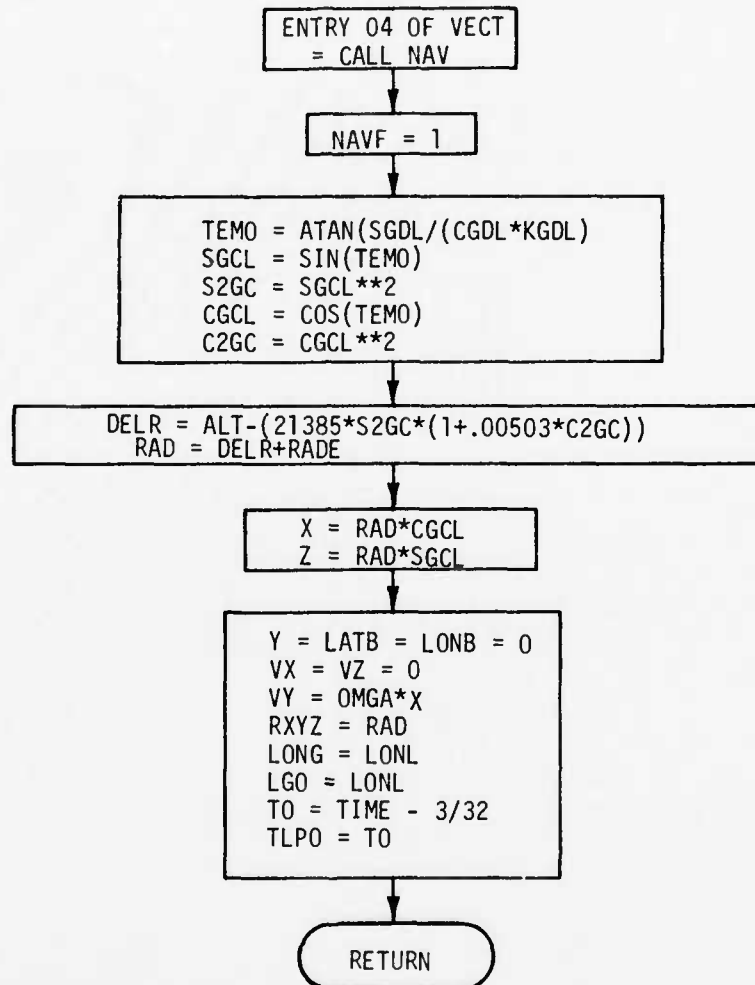 ENTRY 04 OF VECT
= CALL NAV
NAVF = 1
TEMO = ATAN(SGDL/(CGDL*KGDL)
SGCL = SIN(TEMO)
S2GC = SGCL**2
CGCL = COS(TEMO)
C2GC = CGCL**2
DELR = ALT-(21385*S2GC*(1+.00503*C2GC))
RAD = DELR+RADE
X = RAD*CGCL
Z = RAD*SGCL
Y = LATB = LONB = 0
VX = VZ = 0
VY = OMGA*X
RXYZ = RAD
LONG = LONL
LGO = LONL
TO = TIME - 3/32
TLPO = TO
RETURN